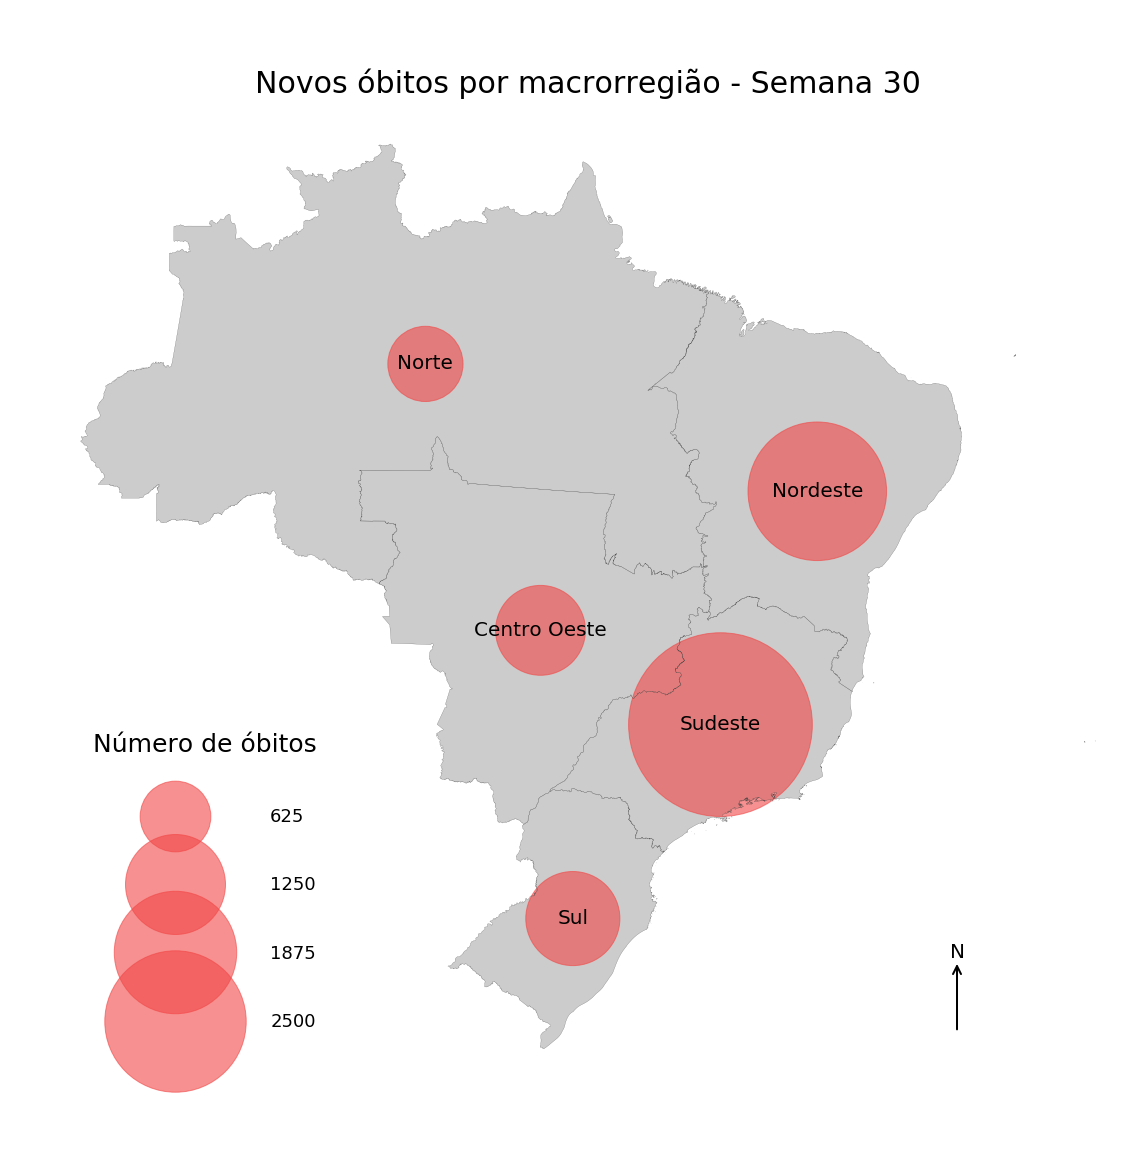 Novos óbitos por macrorregião - Semana 30
Norte
Nordeste
Centro Oeste
Sudeste
Número de óbitos
625
1250
1875
2500
Sul
N